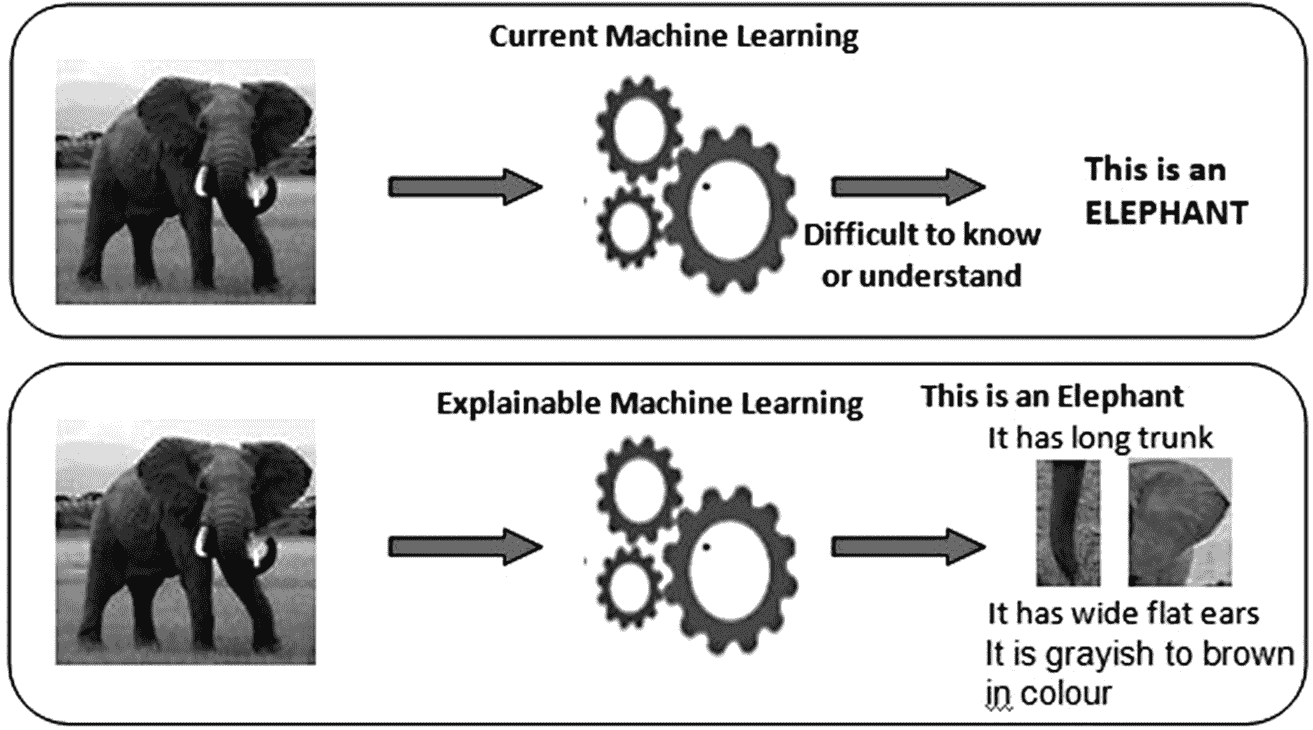 Current Machine Learning
This is an
ELEPHANT
Difficult to know
or understand
Explainable Machine Learning
This is an Elephant
It has long trunk
It has wide flat ears
It is grayish to brown
in colour